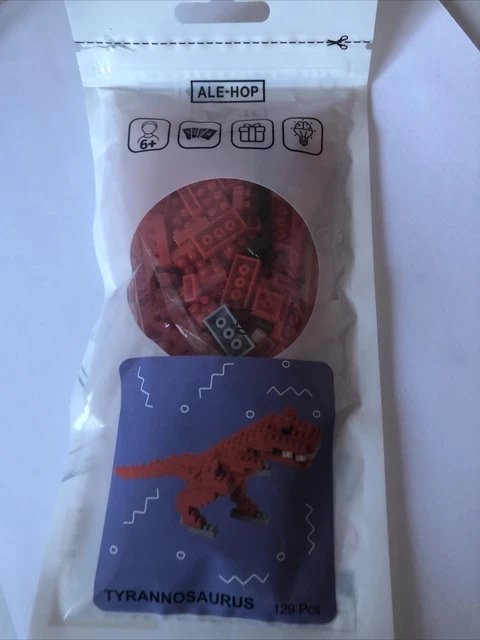 ALE-HOP
6+
TYRANNOSAURUS
129 Pcs